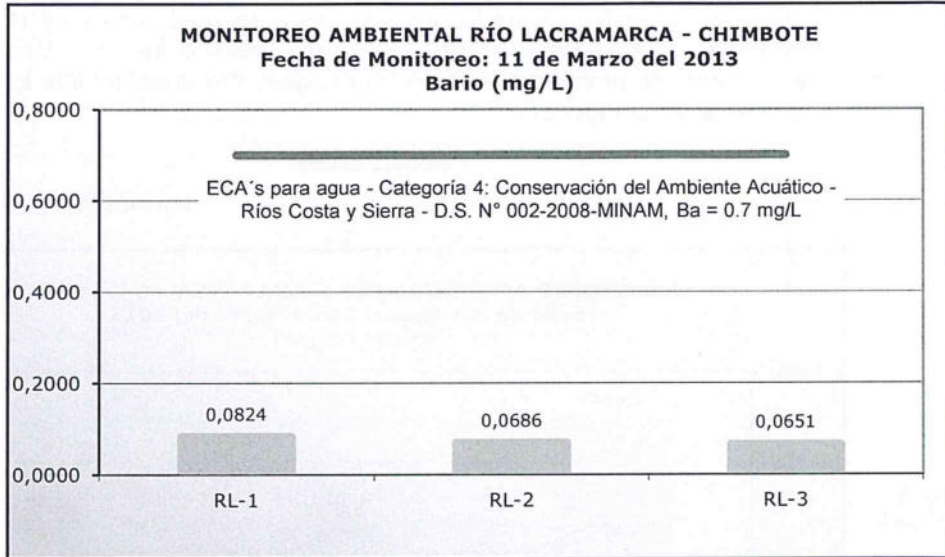 MONITOREO AMBIENTAL RÍO LACRAMARCA - CHIMBOTE
Fecha de Monitoreo: 11 de Marzo del 2013
Bario (mg/L)
0,8000
ECA´s para agua - Categoría 4: Conservación del Ambiente Acuático -
0,6000
Ríos Costa y Sierra - D.S. N° 002-2008-MINAM, Ba = 0.7 mg/L
0,4000
0,2000
0,0824
0,0686
0,0651
0,0000
RL-1
RL-2
RL-3